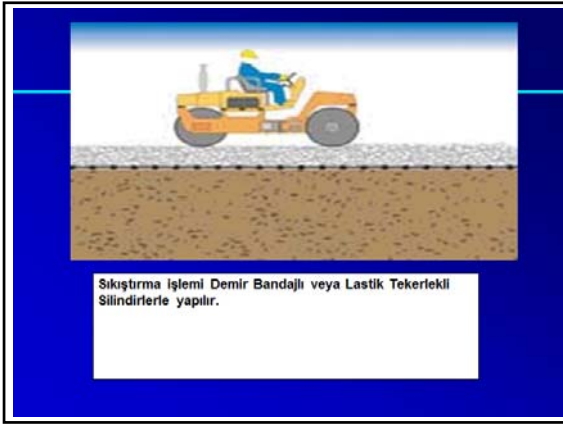 Sıkıştırma işlemi Demir Bandajlı veya Lastik Tekerlekli
Silindirlerle yapılır.